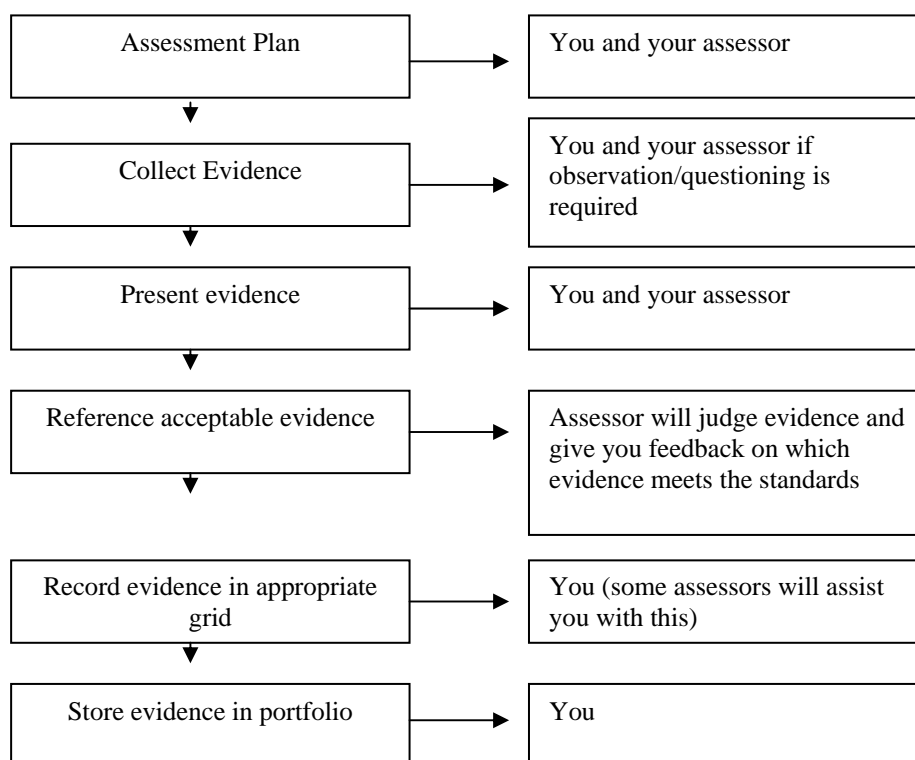 Assessment Plan
You and your assessor
Collect Evidence
You and your assessor if
observation/questioning is
required
Present evidence
You and your assessor
Reference acceptable evidence
Assessor will judge evidence and
give you feedback on which
evidence meets the standards
Record evidence in appropriate
grid
You (some assessors will assist
you with this)
Store evidence in portfolio
You